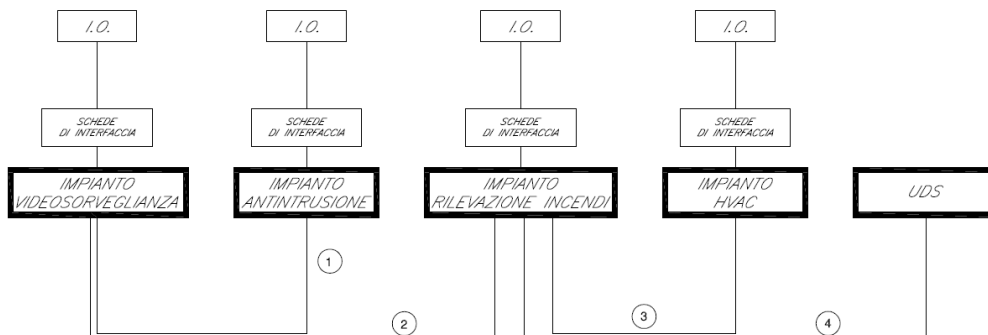 I.O.
I.O.
I.O.
I.O.
SCHEDE
DI INTERFACCIA
SCHEDE
DI INTERFACCIA
SCHEDE
DI INTERFACCIA
SCHEDE
DI INTERFACCIA
IMPIANTO
VIDEOSORVEGLIANZA
IMPIANTO
ANTINTRUSIONE
IMPIANTO
RILEVAZIONE INCENDI
IMPIANTO
HVAC
UDS
1
2
3
4